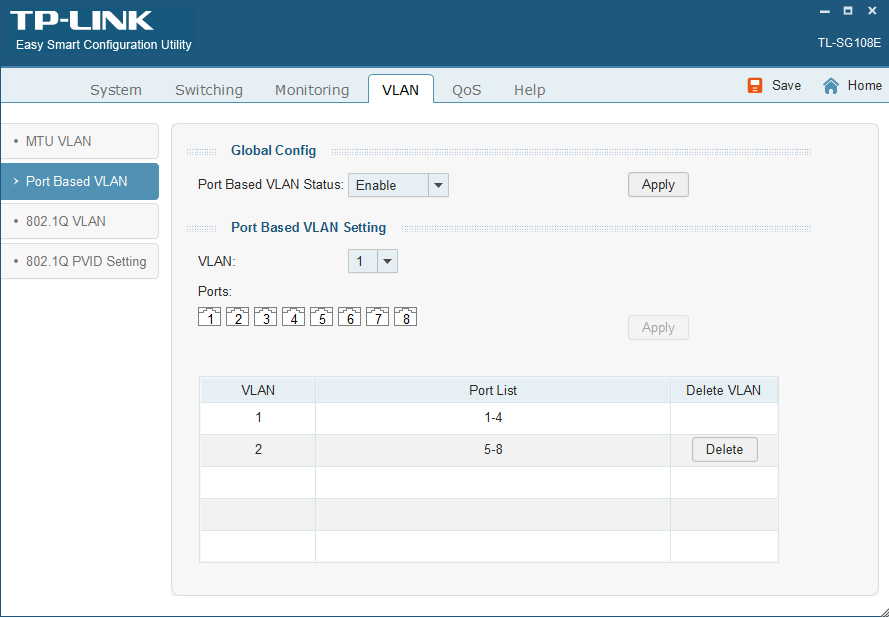 TP-LINK
Easy Smart Configuration Utility
TL-SG108E
System Switching Monitoring VLAN QoS Help Save Home
MTU VLAN
Port Based VLAN
802.1Q VLAN
802.1Q PVID Setting
Global Config
Port Based VLAN Status: Enable Apply
Port Based VLAN Setting
VLAN: 1
Ports:
1 2 3 4 5 6 7 8
Apply
VLAN Port List Delete VLAN
1 1-4
2 5-8 Delete